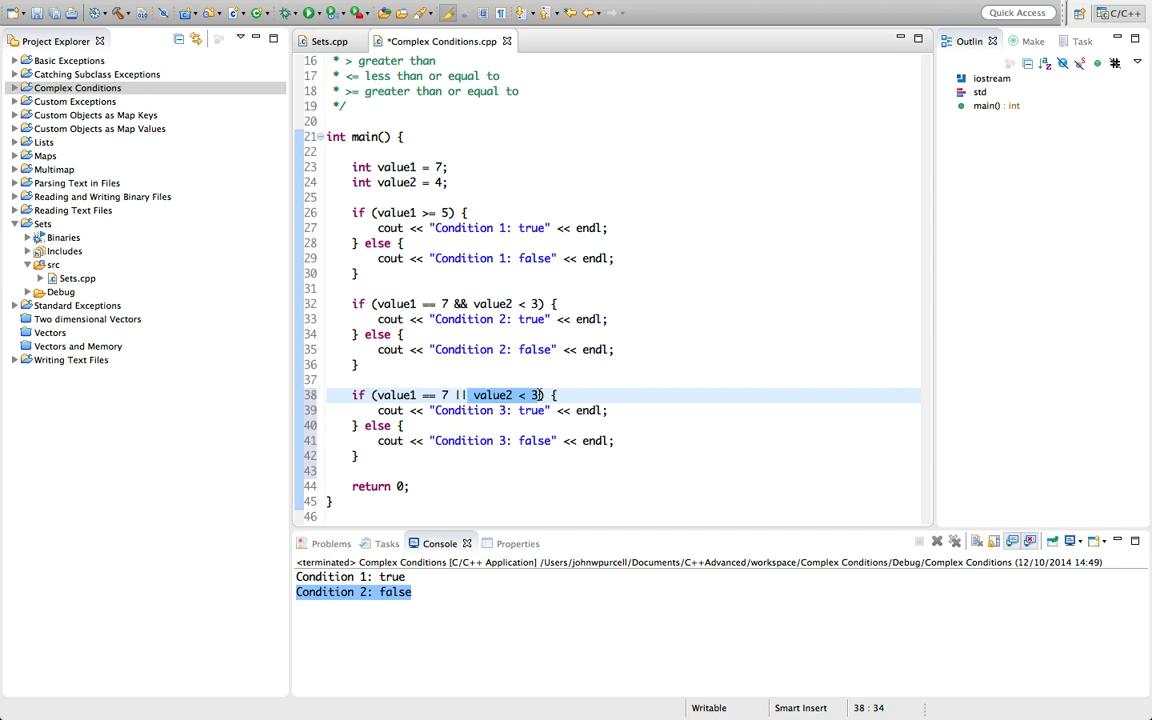 Quick Access
C/C++
Project Explorer
Sets.cpp
*Complex Conditions.cpp
Outlin
Make
Task
Basic Exceptions
Catching Subclass Exceptions
Complex Conditions
Custom Exceptions
Custom Objects as Map Keys
Custom Objects as Map Values
Lists
Maps
Multimap
Parsing Text in Files
Reading and Writing Binary Files
Reading Text Files
Sets
Binaries
Includes
src
Sets.cpp
Debug
Standard Exceptions
Two dimensional Vectors
Vectors
Vectors and Memory
Writing Text Files
16 * > greater than
17 * <= less than or equal to
18 * >= greater than or equal to
19 */
20
21 int main() {
22
23 int value1 = 7;
24 int value2 = 4;
25
26 if (value1 >= 5) {
27 cout << "Condition 1: true" << endl;
28 } else {
29 cout << "Condition 1: false" << endl;
30 }
31
32 if (value1 == 7 && value2 < 3) {
33 cout << "Condition 2: true" << endl;
34 } else {
35 cout << "Condition 2: false" << endl;
36 }
37
38 if (value1 == 7 || value2 < 3) {
39 cout << "Condition 3: true" << endl;
40 } else {
41 cout << "Condition 3: false" << endl;
42 }
43
44 return 0;
45 }
46
iostream
std
main() : int
Problems
Tasks
Console
Properties
<terminated> Complex Conditions [C/C++ Application] /Users/johnwpurcell/Documents/C++Advanced/workspace/Complex Conditions/Debug/Complex Conditions (12/10/2014 14:49)
Condition 1: true
Condition 2: false
Writable
Smart Insert
38 : 34